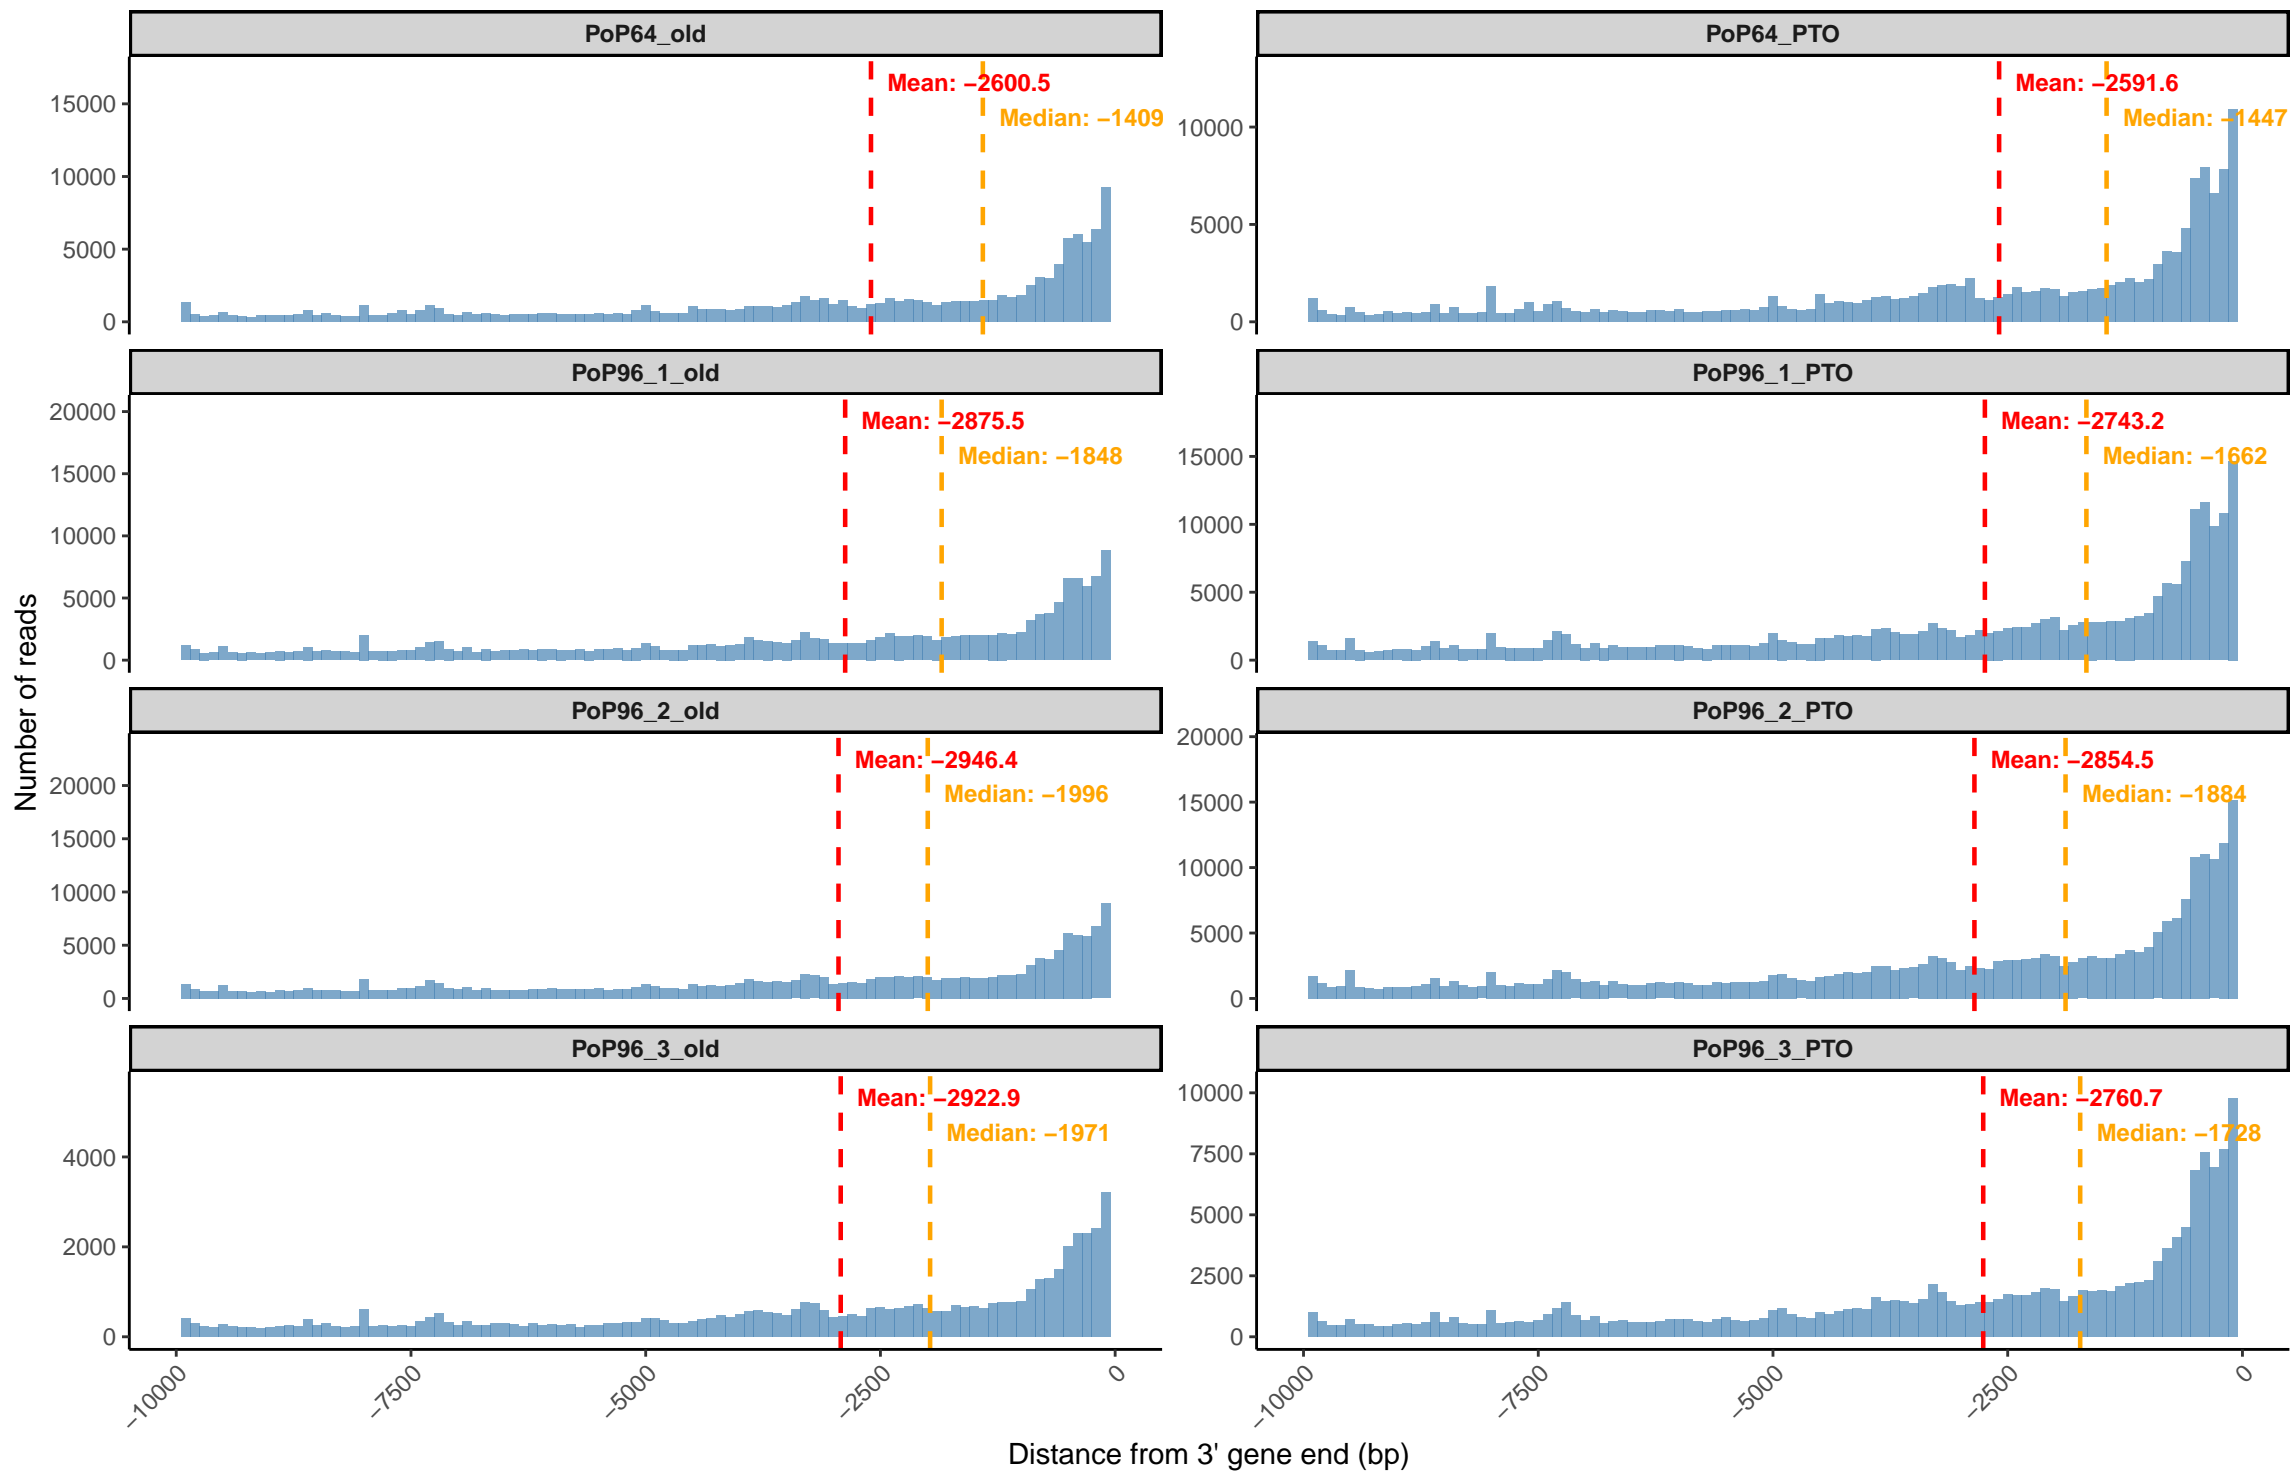 PoP64_old
PoP64_PTO
Mean: −2600.5
Median: −1409
15000
10000
5000
0
Mean: −2591.6
Median: −1447
10000
5000
0
PoP96_1_old
PoP96_1_PTO
Mean: −2875.5
Median: −1848
20000
15000
10000
5000
0
Mean: −2743.2
Median: −1662
15000
10000
5000
0
PoP96_2_old
PoP96_2_PTO
Mean: −2946.4
Median: −1996
20000
15000
10000
5000
0
Mean: −2854.5
Median: −1884
20000
15000
10000
5000
0
PoP96_3_old
PoP96_3_PTO
Mean: −2922.9
Median: −1971
4000
2000
0
Mean: −2760.7
Median: −1728
10000
7500
5000
2500
0
−10000
−7500
−5000
−2500
0
−10000
−7500
−5000
−2500
0
Number of reads
Distance from 3' gene end (bp)